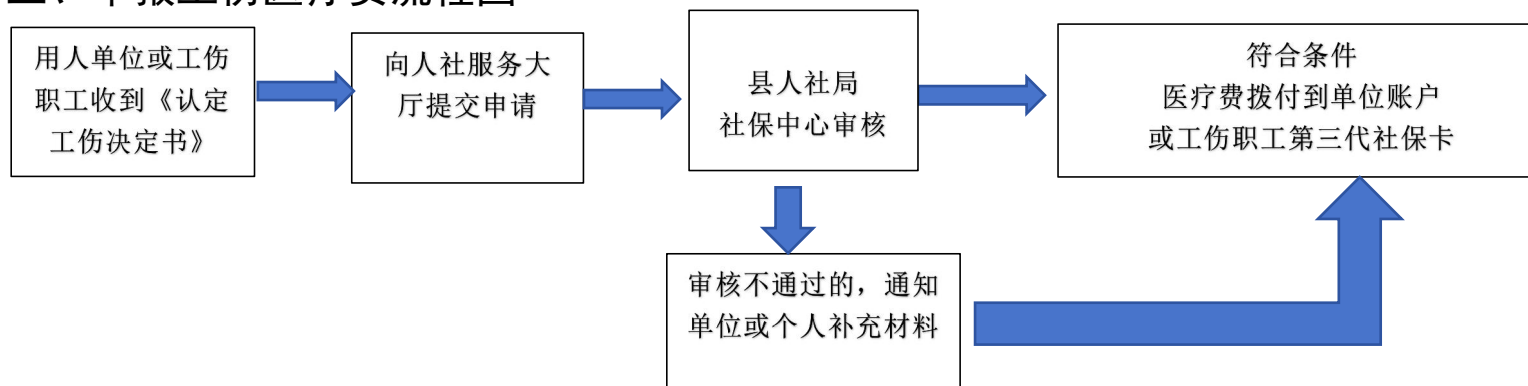 用人单位或工伤
职工收到《认定
工伤决定书》
向人社服务大
厅提交申请
县人社局
社保中心审核
符合条件
医疗费拨付到单位账户
或工伤职工第三代社保卡
审核不通过的，通知
单位或个人补充材料